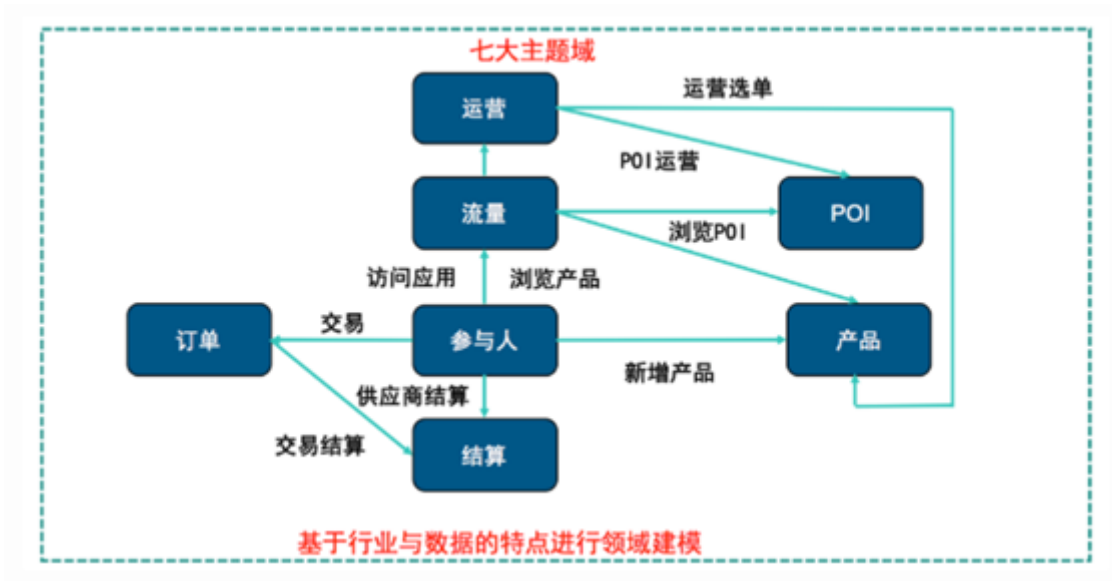 七大主题域
运营
运营选单
POI运营
流量
POI
浏览POI
访问应用
浏览产品
订单
交易
参与人
产品
新增产品
供应商结算
交易结算
结算
基于行业与数据的特点进行领域建模